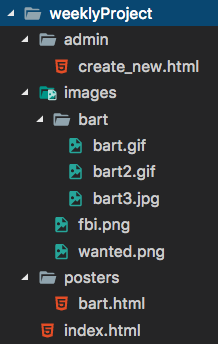 weeklyProject
admin
create_new.html
images
bart
bart.gif
bart2.gif
bart3.jpg
fbi.png
wanted.png
posters
bart.html
index.html